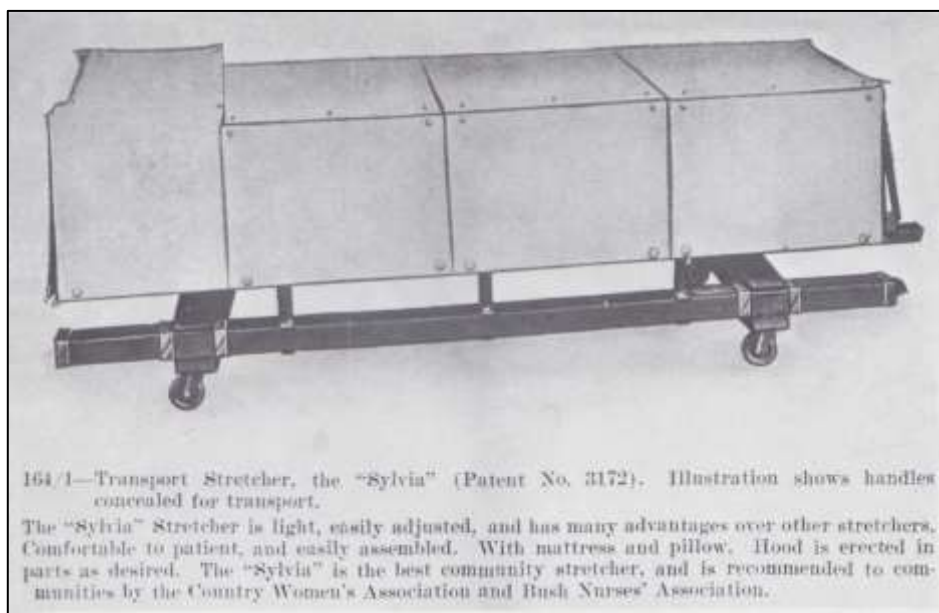 164/1—Transport Stretcher, the "Sylvia" (Patent No. 3172). Illustration shows handles
concealed for transport.
The "Sylvia" Stretcher is light, easily adjusted, and has many advantages over other stretchers.
Comfortable to patient, and easily assembled. With mattress and pillow. Hood is erected in
parts as desired. The "Sylvia" is the best community stretcher, and is recommended to com-
munities by the Country Women's Association and Bush Nurses' Association.